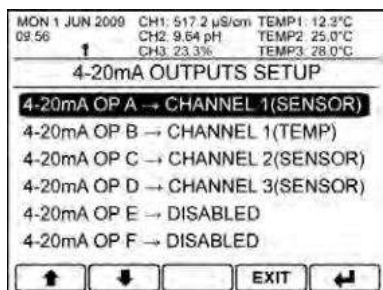 MON 1 JUN 2009 CH1: 517.2 µS/cm TEMP1: 12.3°C
09:56 CH2: 9.64 pH TEMP2: 25.0°C
CH3: 23.3% TEMP3: 28.0°C
4-20mA OUTPUTS SETUP
4-20mA OP A → CHANNEL 1(SENSOR)
4-20mA OP B → CHANNEL 1(TEMP)
4-20mA OP C → CHANNEL 2(SENSOR)
4-20mA OP D → CHANNEL 3(SENSOR)
4-20mA OP E → DISABLED
4-20mA OP F → DISABLED
EXIT